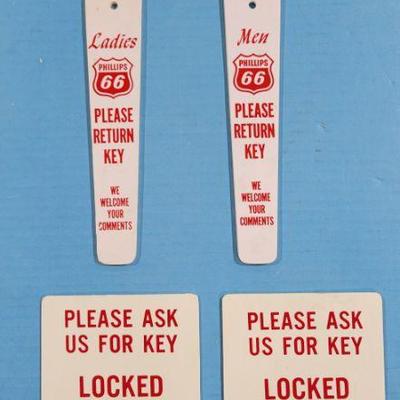 Ladies
PHILLIPS
66
PLEASE
RETURN
KEY
WE
WELCOME
YOUR
COMMENTS
Men
PHILLIPS
66
PLEASE
RETURN
KEY
WE
WELCOME
YOUR
COMMENTS
PLEASE ASK
US FOR KEY
LOCKED
PLEASE ASK
US FOR KEY
LOCKED